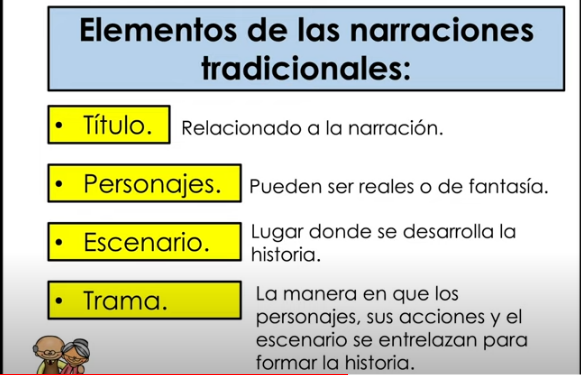 Elementos de las narraciones
tradicionales:
• Título. Relacionado a la narración.
• Personajes. Pueden ser reales o de fantasía.
• Escenario. Lugar donde se desarrolla la
historia.
• Trama. La manera en que los
personajes, sus acciones y el
escenario se entrelazan para
formar la historia.